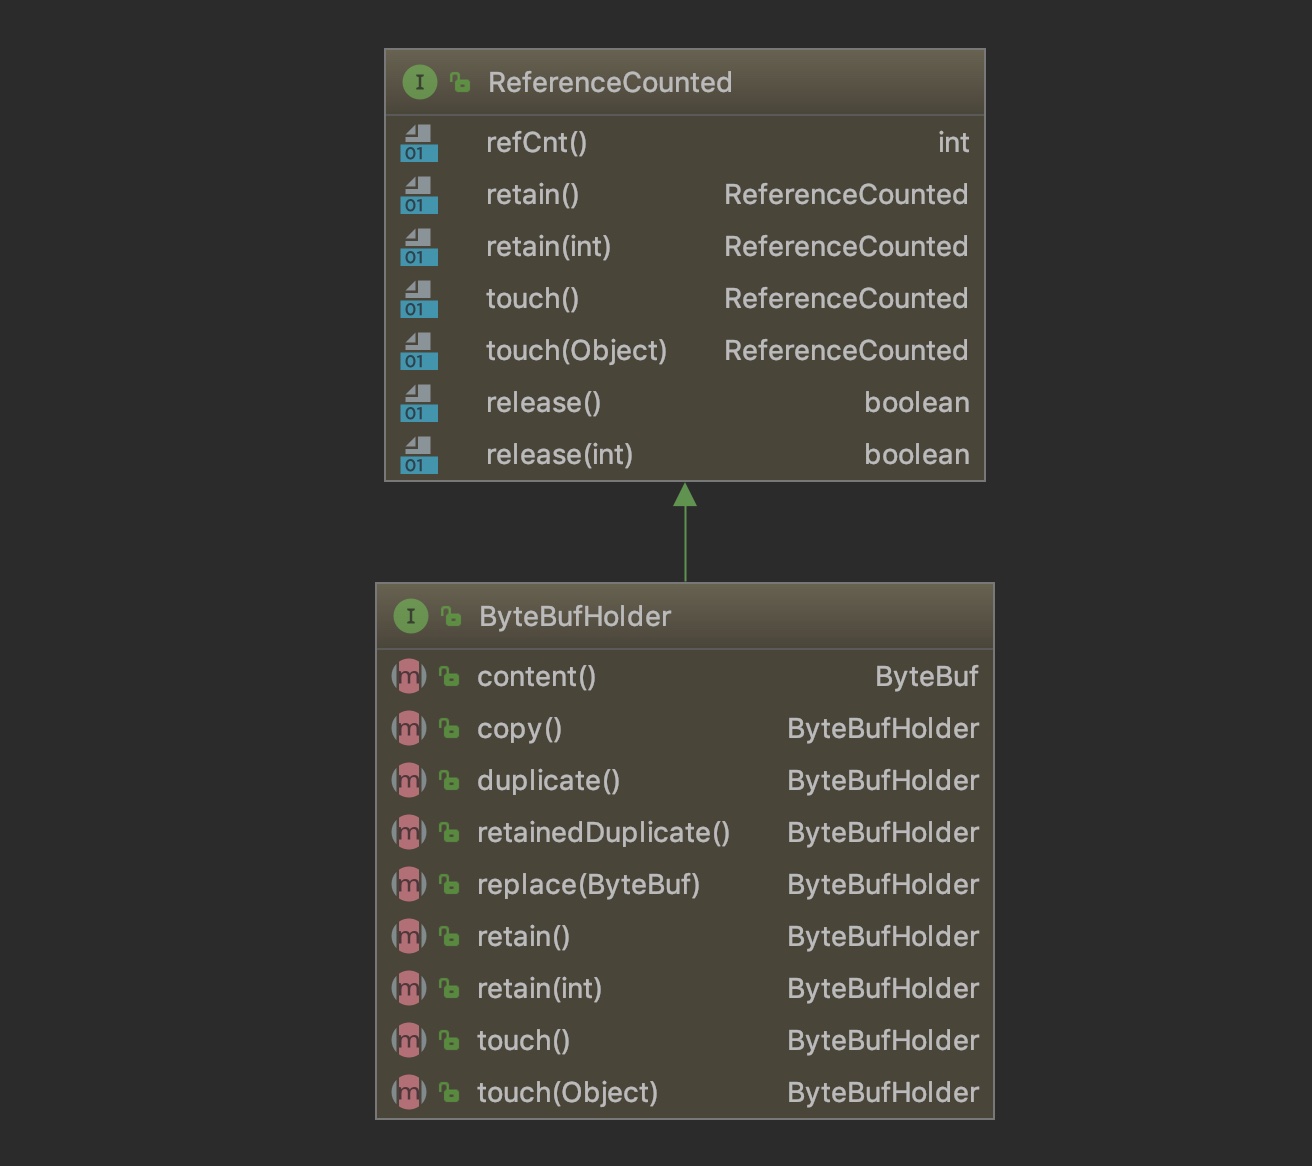 I ReferenceCounted
01 refCnt() int
01 retain() ReferenceCounted
01 retain(int) ReferenceCounted
01 touch() ReferenceCounted
01 touch(Object) ReferenceCounted
01 release() boolean
01 release(int) boolean
I ByteBufHolder
m content() ByteBuf
m copy() ByteBufHolder
m duplicate() ByteBufHolder
m retainedDuplicate() ByteBufHolder
m replace(ByteBuf) ByteBufHolder
m retain() ByteBufHolder
m retain(int) ByteBufHolder
m touch() ByteBufHolder
m touch(Object) ByteBufHolder